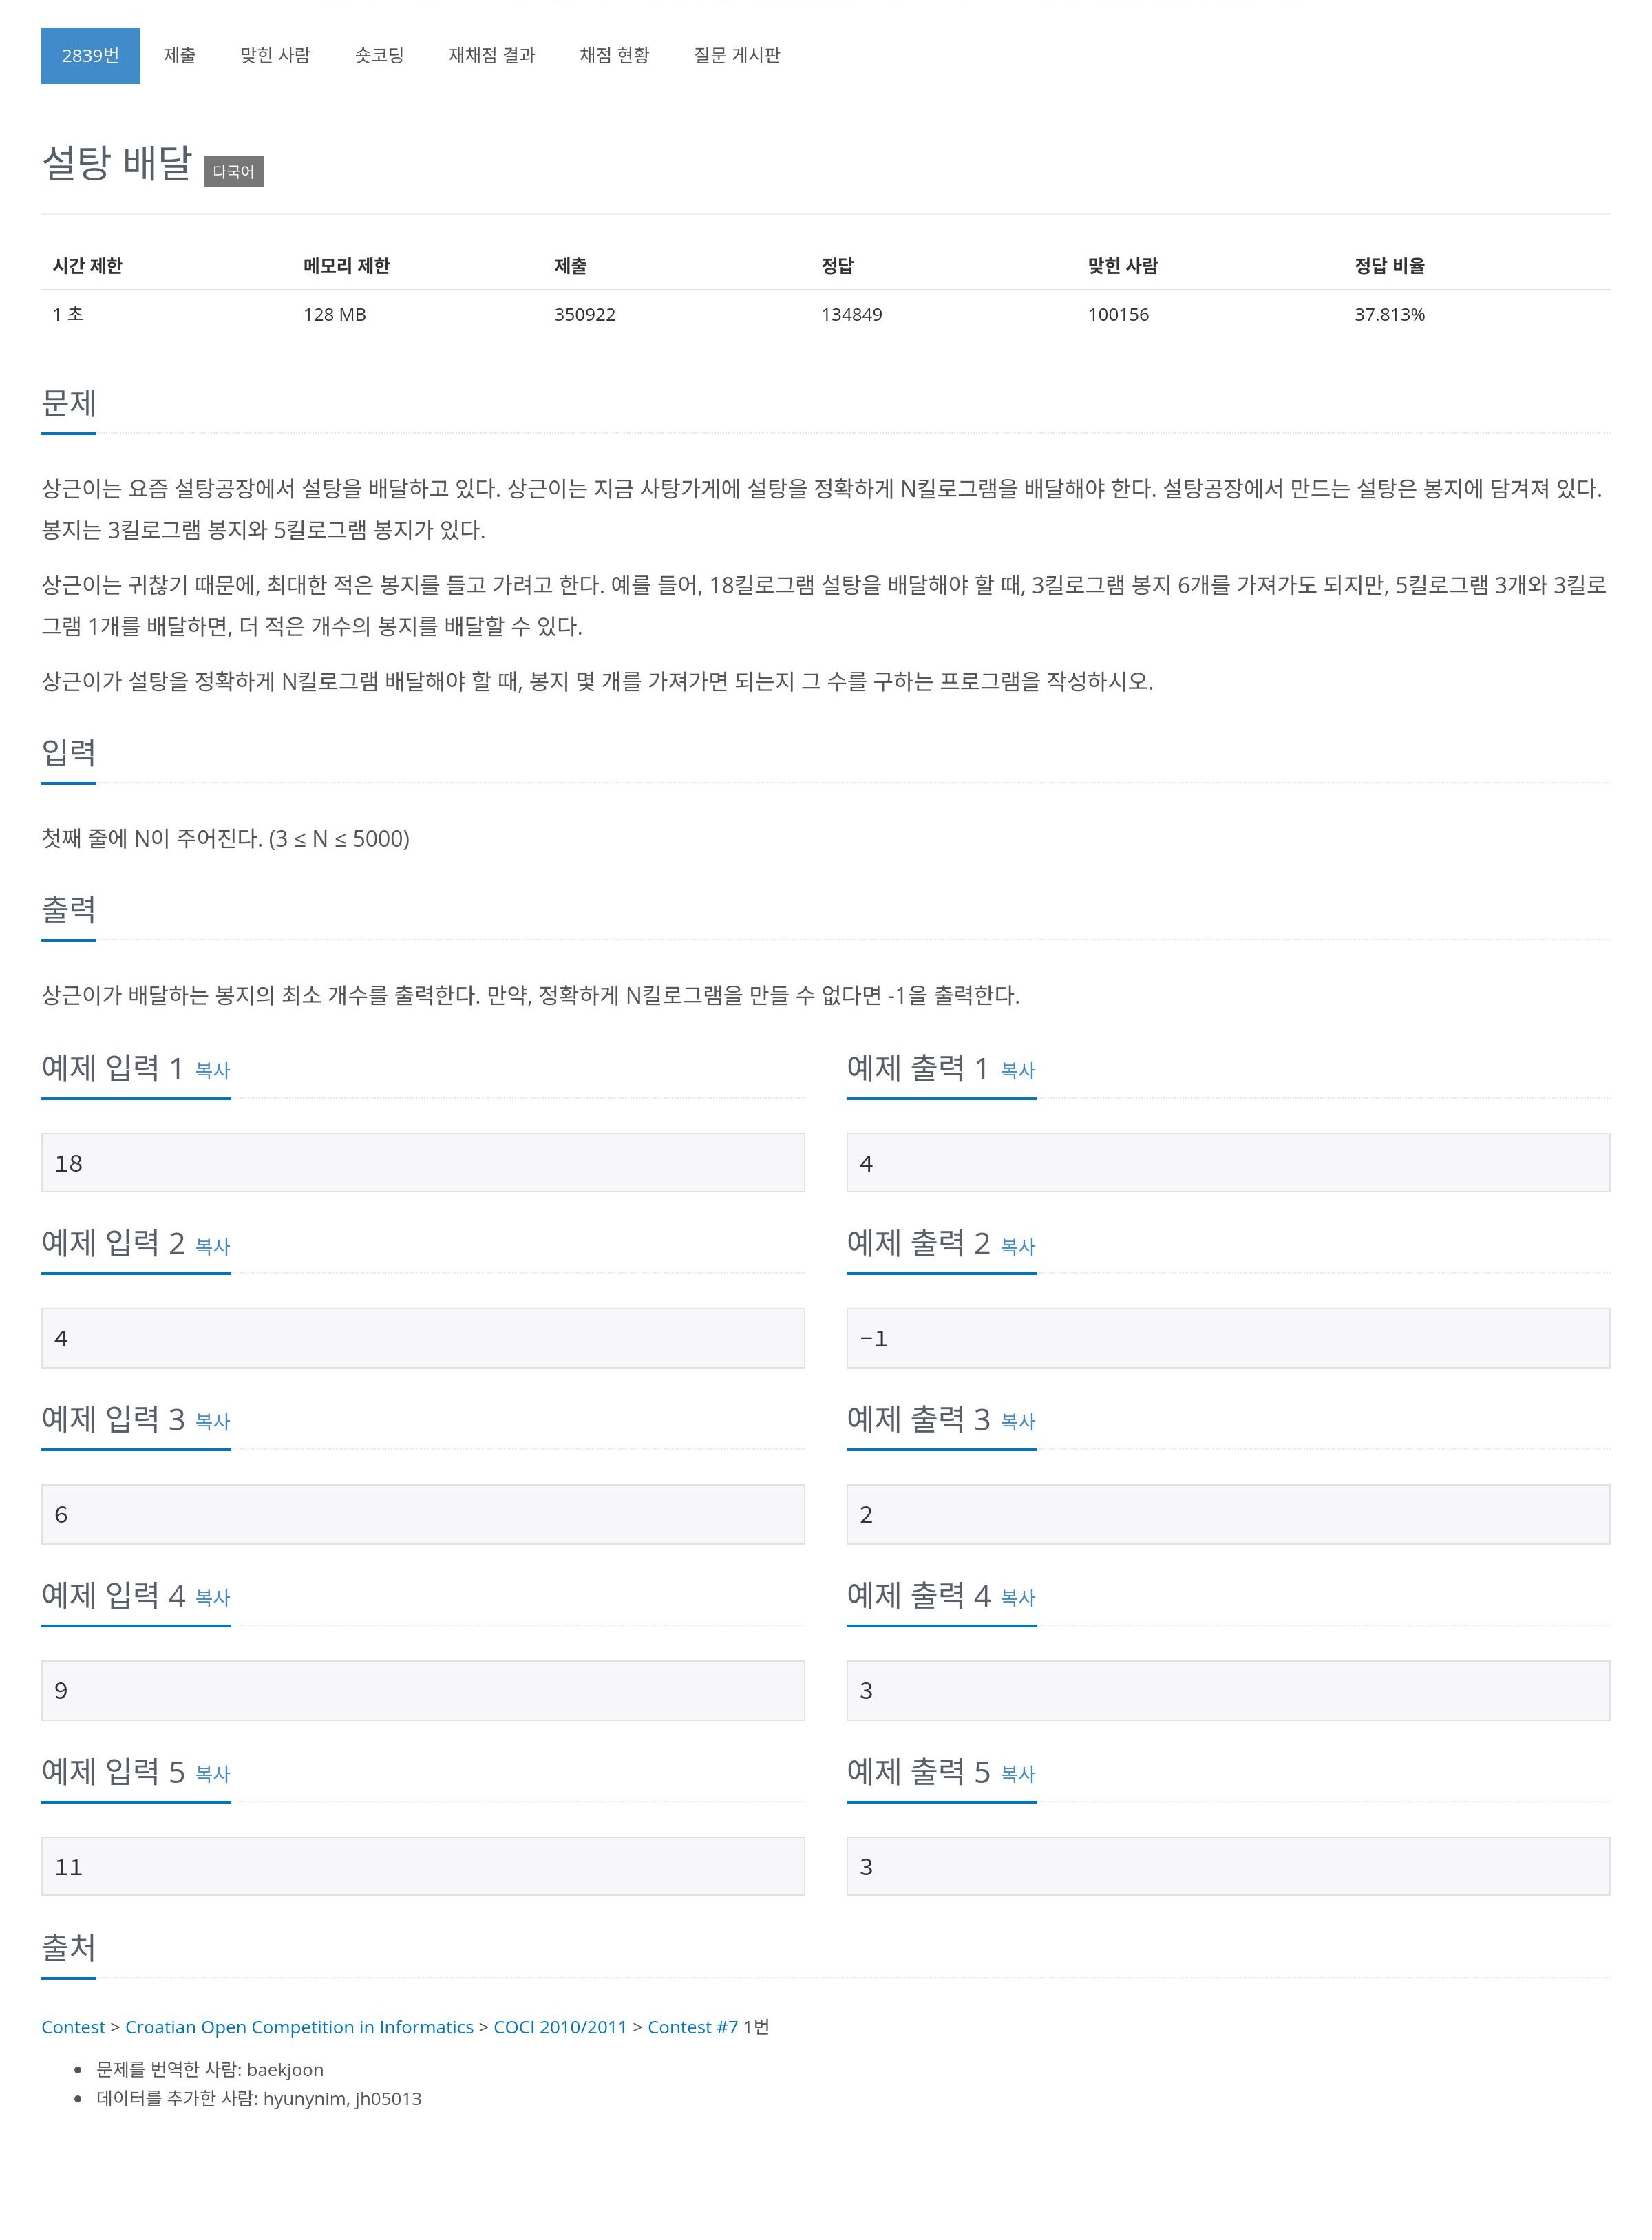 2839번 제출 맞힌 사람 숏코딩 재채점 결과 채점 현황 질문 게시판
설탕 배달 다국어
시간 제한 메모리 제한 제출 정답 맞힌 사람 정답 비율
1 초 128 MB 350922 134849 100156 37.813%
문제
상근이는 요즘 설탕공장에서 설탕을 배달하고 있다. 상근이는 지금 사탕가게에 설탕을 정확하게 N킬로그램을 배달해야 한다. 설탕공장에서 만드는 설탕은 봉지에 담겨져 있다.
봉지는 3킬로그램 봉지와 5킬로그램 봉지가 있다.
상근이는 귀찮기 때문에, 최대한 적은 봉지를 들고 가려고 한다. 예를 들어, 18킬로그램 설탕을 배달해야 할 때, 3킬로그램 봉지 6개를 가져가도 되지만, 5킬로그램 3개와 3킬로
그램 1개를 배달하면, 더 적은 개수의 봉지를 배달할 수 있다.
상근이가 설탕을 정확하게 N킬로그램 배달해야 할 때, 봉지 몇 개를 가져가면 되는지 그 수를 구하는 프로그램을 작성하시오.
입력
첫째 줄에 N이 주어진다. (3 ≤ N ≤ 5000)
출력
상근이가 배달하는 봉지의 최소 개수를 출력한다. 만약, 정확하게 N킬로그램을 만들 수 없다면 -1을 출력한다.
예제 입력 1 복사 예제 출력 1 복사
18 4
예제 입력 2 복사 예제 출력 2 복사
4 -1
예제 입력 3 복사 예제 출력 3 복사
6 2
예제 입력 4 복사 예제 출력 4 복사
9 3
예제 입력 5 복사 예제 출력 5 복사
11 3
출처
Contest > Croatian Open Competition in Informatics > COCI 2010/2011 > Contest #7 1번
• 문제를 번역한 사람: baekjoon
• 데이터를 추가한 사람: hyunynim, jh05013